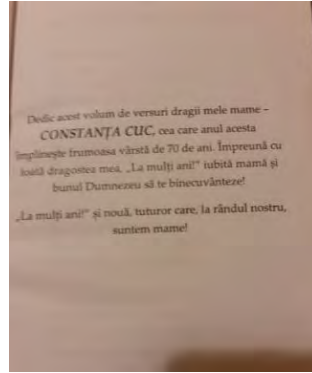 Dedic acest volum de versuri dragii mele mame –
CONSTANȚA CUC, cea care anul acesta
împlinește frumoasa vârstă de 70 de ani. Împreună cu
toată dragostea mea, „La mulți ani!” iubită mamă și
bunul Dumnezeu să te binecuvânteze!
„La mulți ani!” și nouă, tuturor care, la rândul nostru,
suntem mame!